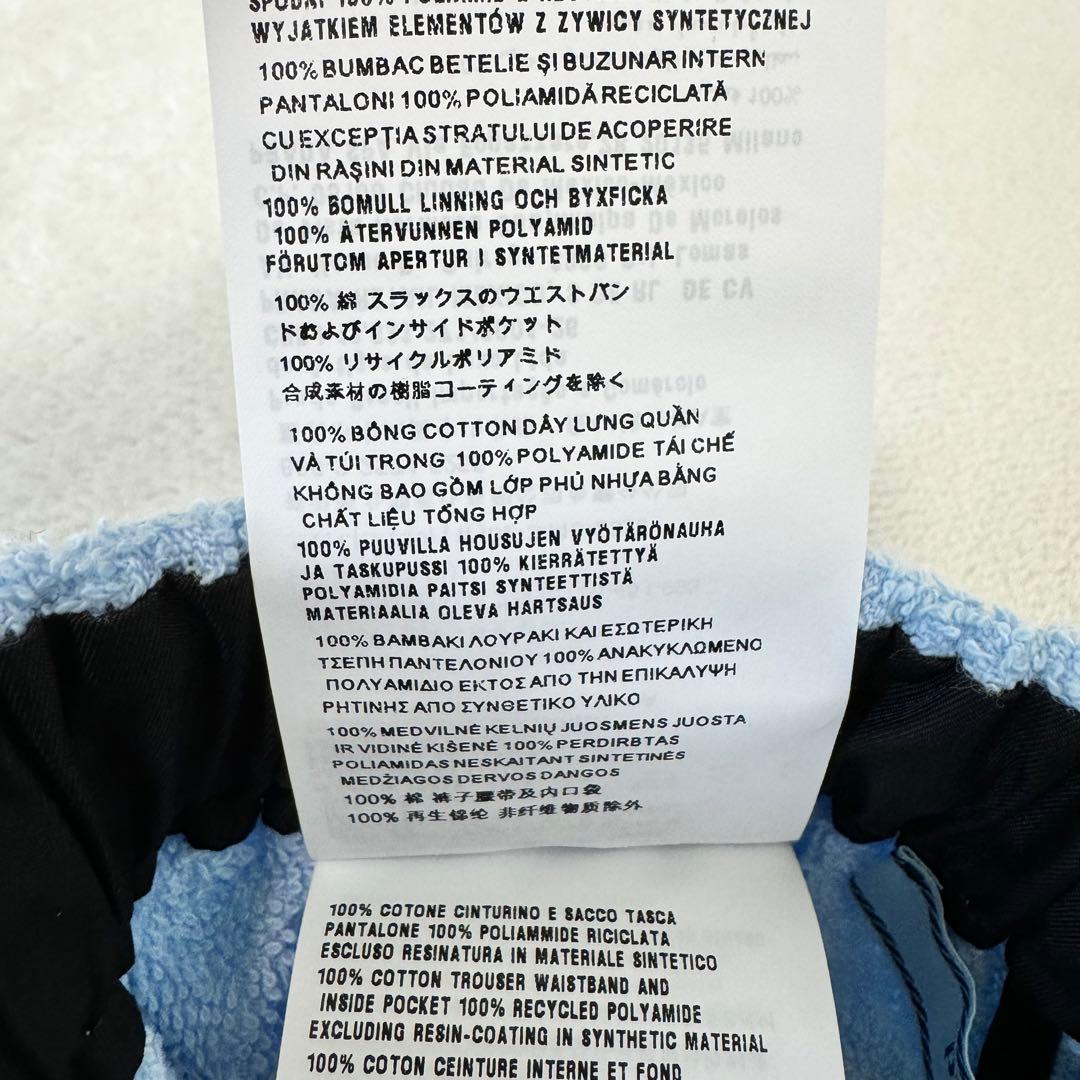 WYJATKIEM ELEMENTÓW Z ZYWICY SYNTETYCZNEJ
100% BUMBAC BETELIE ȘI BUZUNAR INTERN
PANTALONI 100% POLIAMIDĂ RECICLATĂ
CU EXCEPTIA STRATULUI DE ACOPERIRE
DIN RAȘINI DIN MATERIAL SINTETIC
100% BOMULL LINNING OCH BYXFICKA
100% ÅTERVUNNEN POLYAMID
FÖRUTOM APERTUR I SYNTETMATERIAL
100% 綿 スラックスのウエストバン
ドおよびインサイドポケット
100% リサイクルポリアミド
合成素材の樹脂コーティングを除く
100% BÔNG COTTON DÂY LƯNG QUẦN
VÀ TÚI TRONG 100% POLYAMIDE TÁI CHẾ
KHÔNG BAO GỒM LỚP PHỦ NHỰA BẰNG
CHẤT LIỆU TỔNG HỢP
100% PUUVILLA HOUSUJEN VYÖTÄRÖNAUHA
JA TASKUPUSSI 100% KIERRÄTETTYÄ
POLYAMIDIA PAITSI SYNTEETTISTÄ
MATERIAALIA OLEVA HARTSAUS
100% ΒΑΜΒΑΚΙ ΛΟΥΡΑΚΙ ΚΑΙ ΕΣΩΤΕΡΙΚΗ
ΤΣΕΠΗ ΠΑΝΤΕΛΟΝΙΟΥ 100% ΑΝΑΚΥΚΛΩΜΕΝΟ
ΠΟΛΥΑΜΙΔΙΟ ΕΚΤΟΣ ΑΠΟ ΤΗΝ ΕΠΙΚΑΛΥΨΗ
ΡΗΤΙΝΗΣ ΑΠΟ ΣΥΝΘΕΤΙΚΟ ΥΛΙΚΟ
100% MEDVILNĖ KELNIŲ JUOSMENS JUOSTA
IR VIDINĖ KIŠENĖ 100% PERDIRBTAS
POLIAMIDAS NESKAITANT SINTETINĖS
MEDŽIAGOS DERVOS DANGOS
100% 棉 裤子腰带及内口袋
100% 再生锦纶 非纤维物质除外
100% COTONE CINTURINO E SACCO TASCA
PANTALONE 100% POLIAMMIDE RICICLATA
ESCLUSO RESINATURA IN MATERIALE SINTETICO
100% COTTON TROUSER WAISTBAND AND
INSIDE POCKET 100% RECYCLED POLYAMIDE
EXCLUDING RESIN-COATING IN SYNTHETIC MATERIAL
100% COTON CEINTURE INTERNE ET FOND